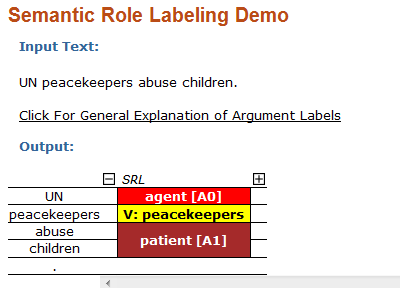 Semantic Role Labeling Demo
Input Text:
UN peacekeepers abuse children.
Click For General Explanation of Argument Labels
Output:
SRL
UN agent [A0]
peacekeepers V: peacekeepers
abuse
patient [A1]
children
.